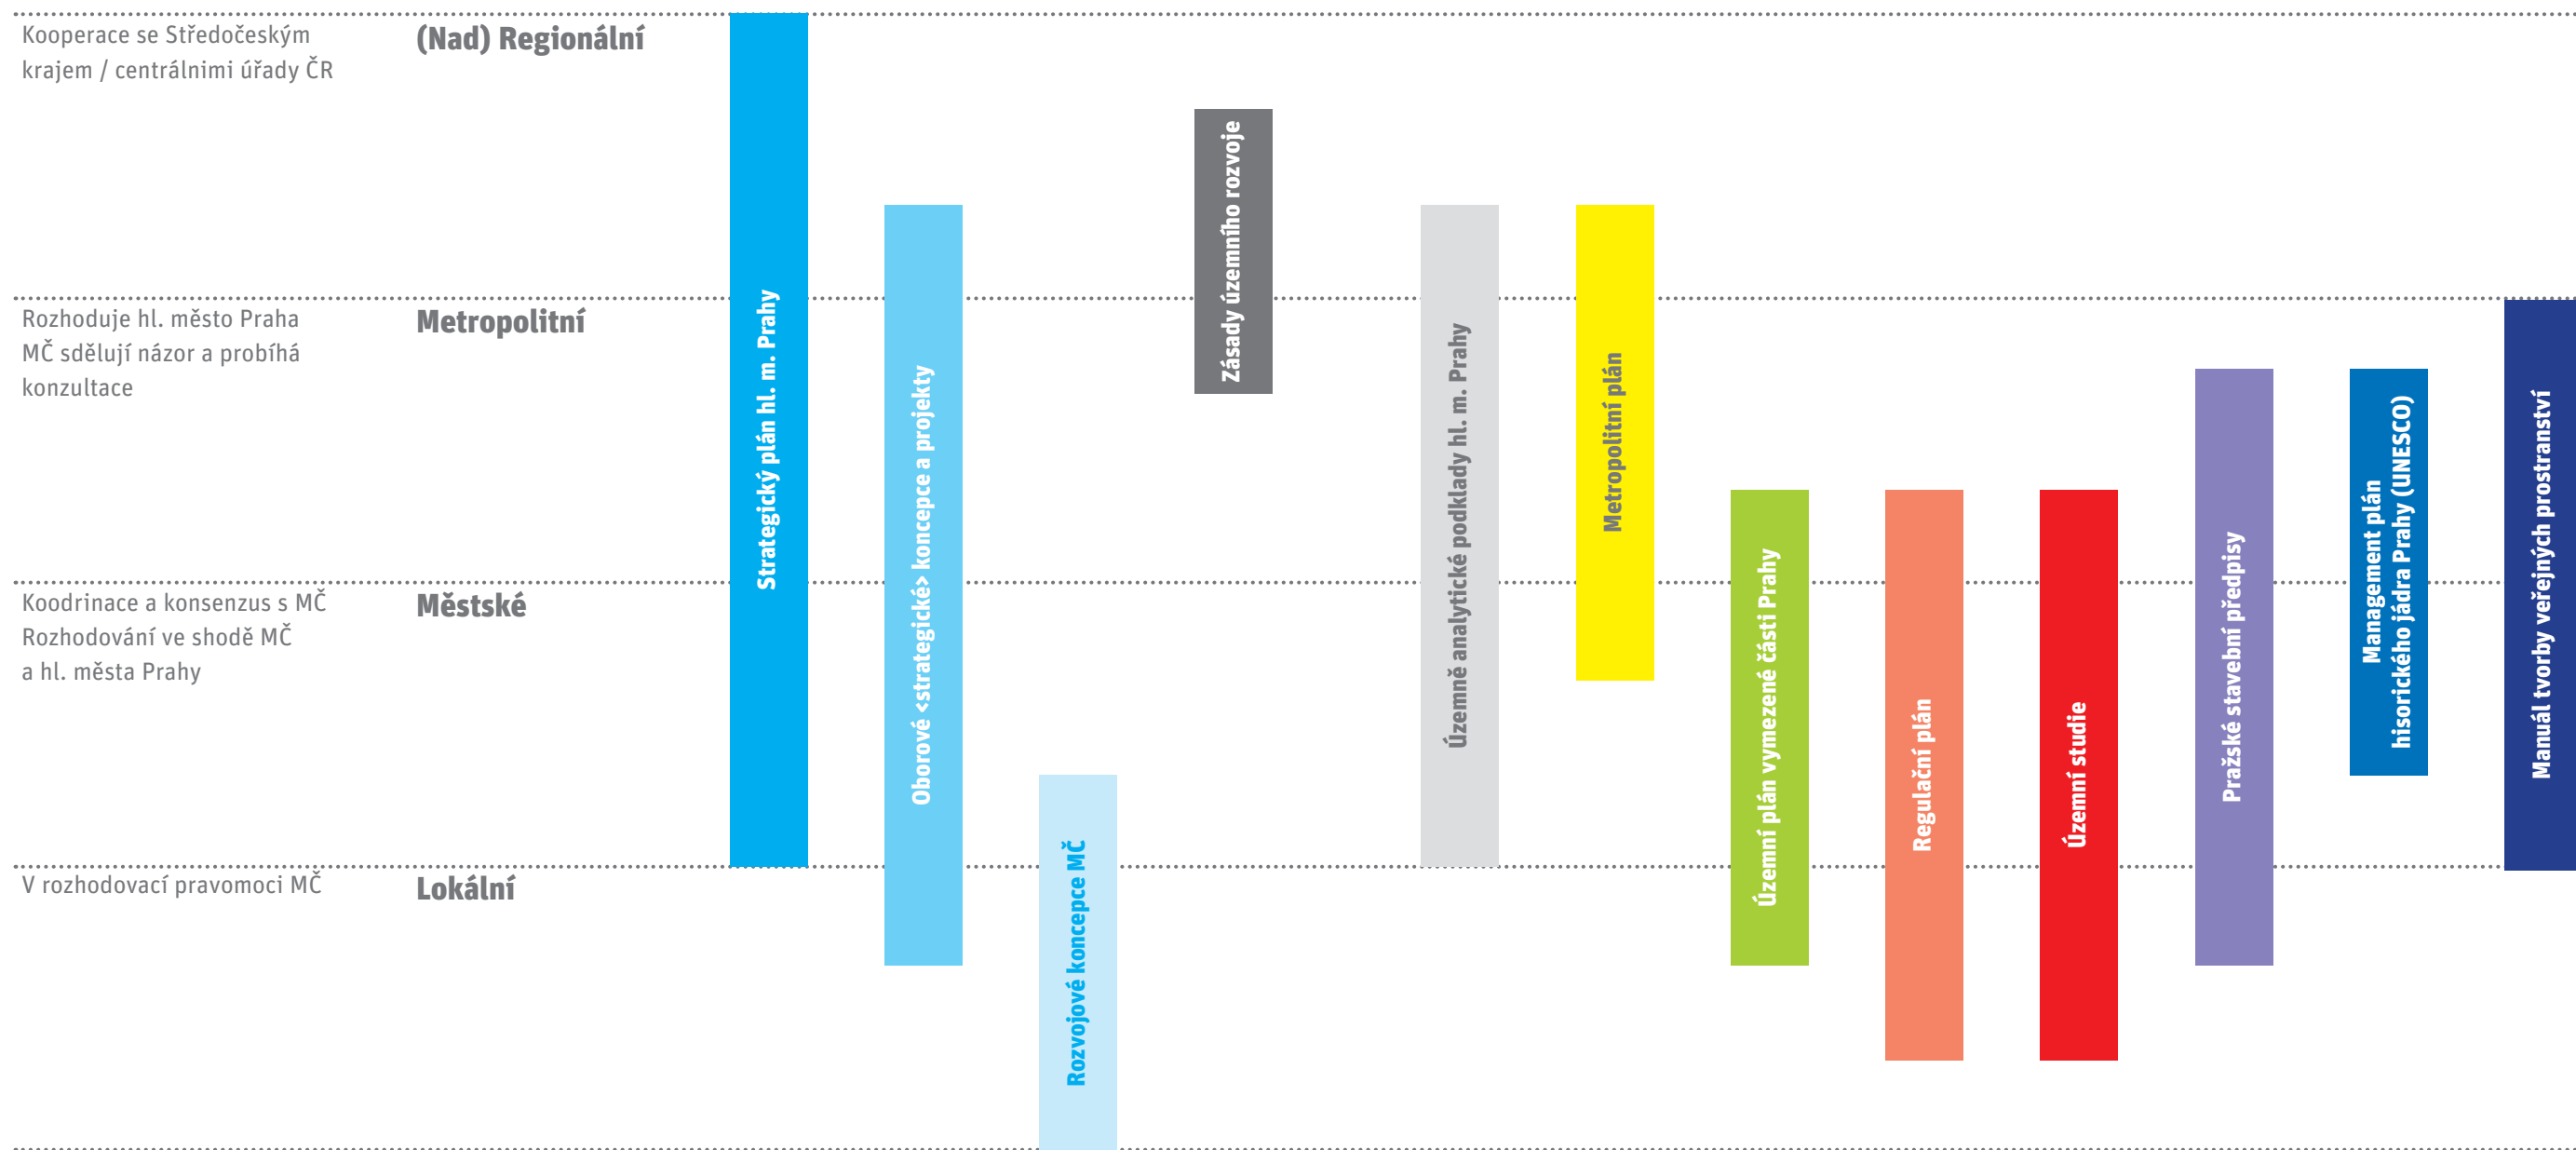 Kooperace se Středočeským
krajem / centrálnimi úřady ČR
(Nad) Regionální
Rozhoduje hl. město Praha
MČ sdělují názor a probíhá
konzultace
Metropolitní
Koodrinace a konsenzus s MČ
Rozhodování ve shodě MČ
a hl. města Prahy
Městské
V rozhodovací pravomoci MČ
Lokální
Strategický plán hl. m. Prahy
Oborové <strategické> koncepce a projekty
Rozvojové koncepce MČ
Zásady územního rozvoje
Územně analytické podklady hl. m. Prahy
Metropolitní plán
Územní plán vymezené části Prahy
Regulační plán
Územní studie
Pražské stavební předpisy
Management plán
hisorického jádra Prahy (UNESCO)
Manuál tvorby veřejných prostranství